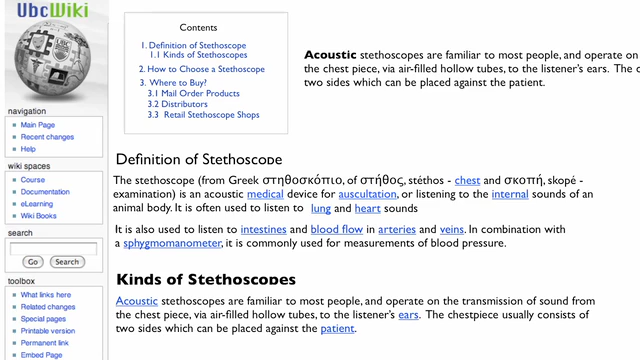 UbcWiki
navigation
Main Page
Recent changes
Help
wiki spaces
Course
Documentation
eLearning
Wiki Books
search
Go Search
toolbox
What links here
Related changes
Special pages
Printable version
Permanent link
Embed Page
Contents
1. Definition of Stethoscope
1.1 Kinds of Stethoscopes
2. How to Choose a Stethoscope
3. Where to Buy?
3.1 Mail Order Products
3.2 Distributors
3.3 Retail Stethoscope Shops
Acoustic stethoscopes are familiar to most people, and operate on
the chest piece, via air-filled hollow tubes, to the listener's ears. The
two sides which can be placed against the patient.
Definition of Stethoscope
The stethoscope (from Greek στηθοσκόπιο, of στήθος, stéthos - chest and σκοπή, skopé -
examination) is an acoustic medical device for auscultation, or listening to the internal sounds of an
animal body. It is often used to listen to lung and heart sounds
It is also used to listen to intestines and blood flow in arteries and veins. In combination with
a sphygmomanometer, it is commonly used for measurements of blood pressure.
Kinds of Stethoscopes
Acoustic stethoscopes are familiar to most people, and operate on the transmission of sound from
the chest piece, via air-filled hollow tubes, to the listener's ears. The chestpiece usually consists of
two sides which can be placed against the patient.